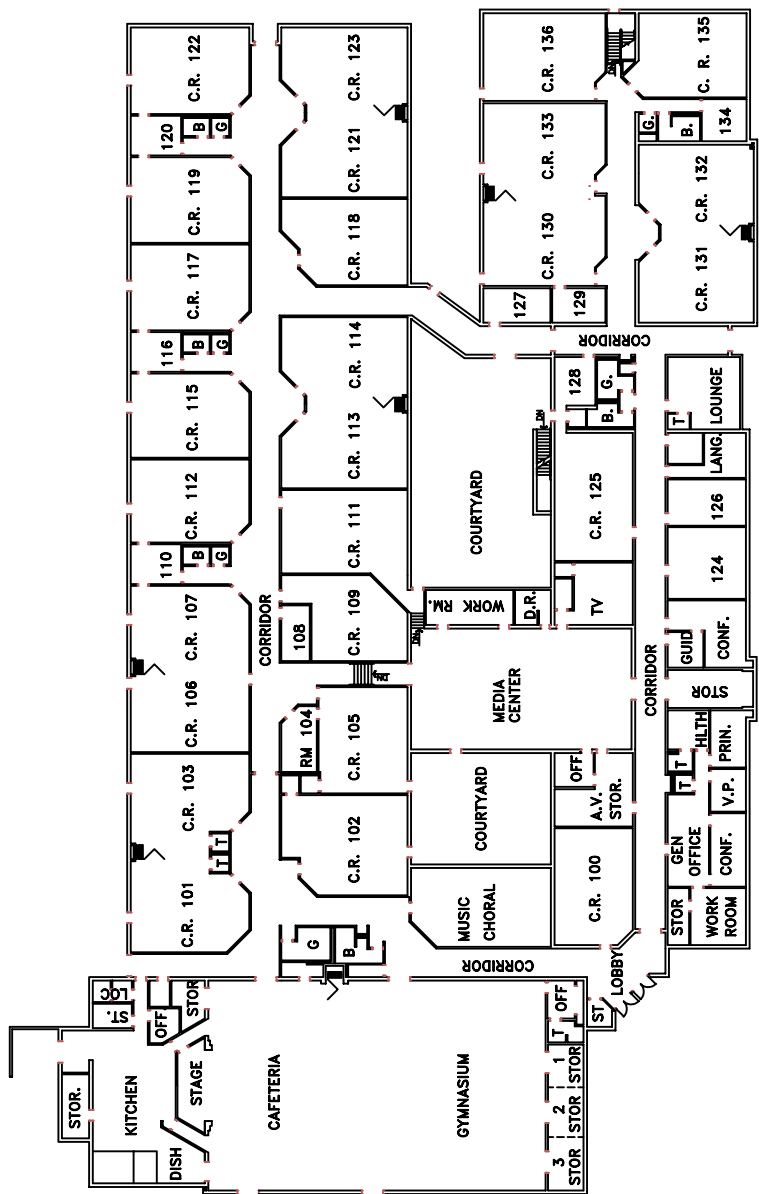 C.R. 122
C.R. 123
C.R. 136
C. R. 135
DN
120
B
G
C.R. 121
C.R. 133
G.
B.
134
C.R. 119
C.R. 118
C.R. 130
C.R. 132
C.R. 131
C.R. 117
127
129
116
B
G
C.R. 114
CORRIDOR
C.R. 115
C.R. 113
128
G.
B.
DN
LOUNGE
T
C.R. 112
C.R. 111
COURTYARD
C.R. 125
LANG.
126
110
B
G
124
C.R. 107
CORRIDOR
108
C.R. 109
WORK RM.
D.R.
TV
DN
GUID
CONF.
C.R. 106
DN
MEDIA
CENTER
CORRIDOR
STOR
RM 104
C.R. 105
HLTH
PRIN.
C.R. 103
OFF
A.V.
STOR.
T
T
V.P.
T
T
C.R. 102
COURTYARD
GEN
OFFICE
CONF.
C.R. 101
MUSIC
CHORAL
C.R. 100
STOR
WORK
ROOM
G
B
CORRIDOR
LOBBY
LOC
ST.
STOR
OFF
OFF
T
ST
STOR.
KITCHEN
STAGE
CAFETERIA
GYMNASIUM
1
STOR
2
STOR
3
STOR
DISH